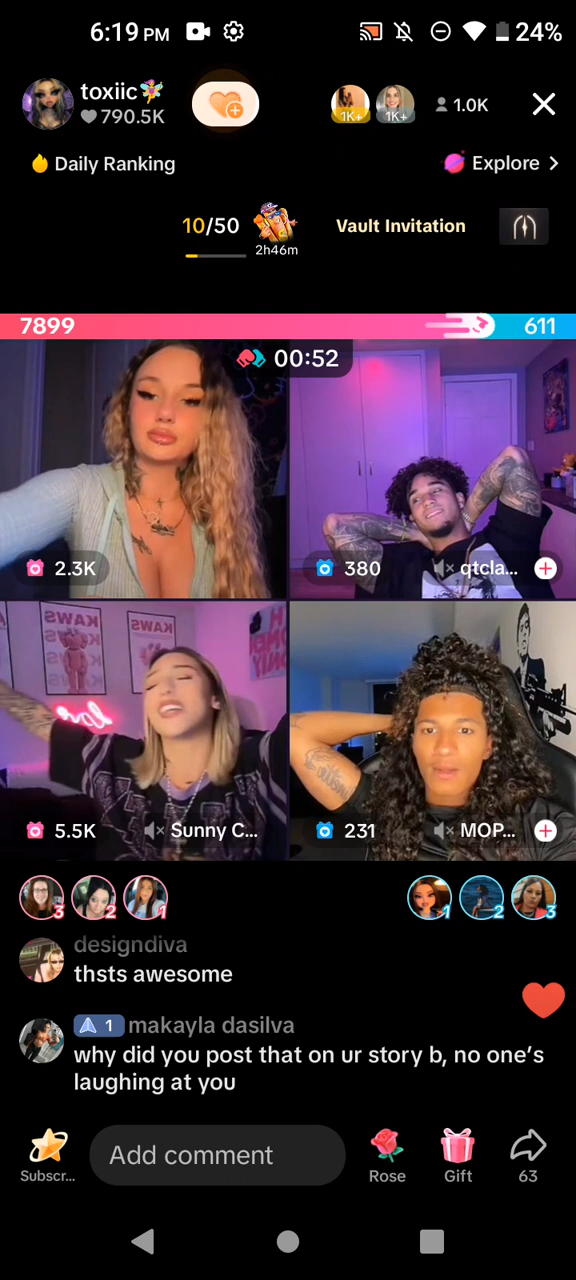 6:19 PM
24%
toxiic🧚
790.5K
1K+
1K+
1.0K
Daily Ranking
Explore >
10/50
2h46m
Vault Invitation
7899
611
00:52
KAWS
KAWS
2.3K
380
qtcla...
love
5.5K
Sunny C...
231
MOP...
3
2
1
1
2
3
designdiva
thsts awesome
1
makayla dasilva
why did you post that on ur story b, no one's
laughing at you
Subscr...
Add comment
Rose
Gift
63